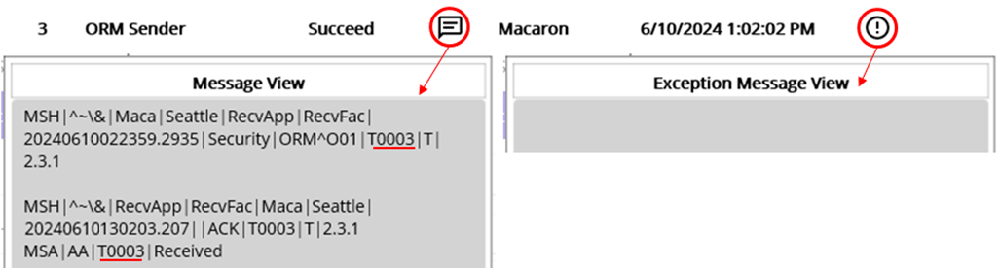 3 ORM Sender Succeed Macaron 6/10/2024 1:02:02 PM
Message View
MSH|^~\&|Maca|Seattle|RecvApp|RecvFac|
20240610022359.2935|Security|ORM^O01|T0003|T|
2.3.1
MSH|^~\&|RecvApp|RecvFac|Maca|Seattle|
20240610130203.207||ACK|T0003|T|2.3.1
MSA|AA|T0003|Received
Exception Message View